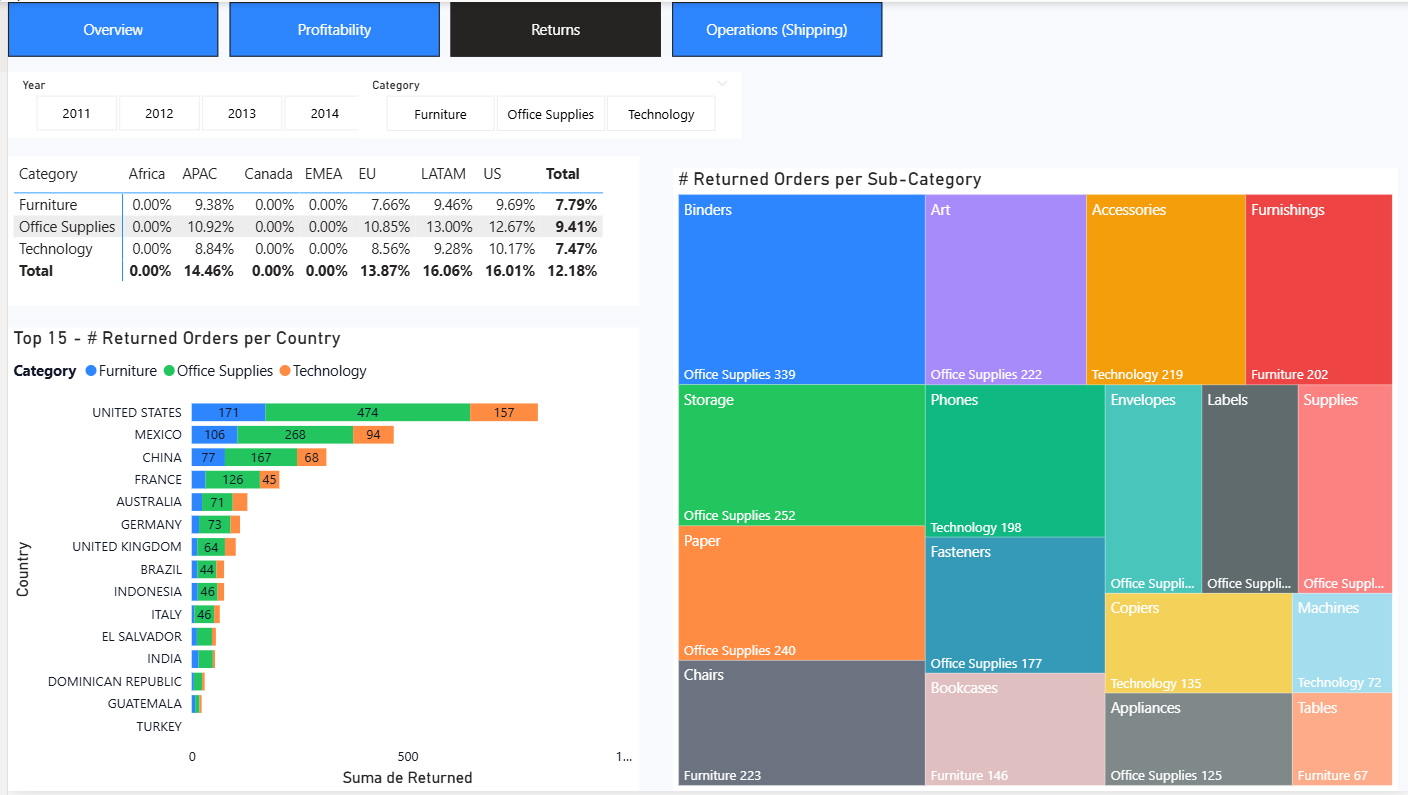 Overview Profitability Returns Operations (Shipping)
Year
2011 2012 2013 2014
Category
Furniture Office Supplies Technology
Category Africa APAC Canada EMEA EU LATAM US Total
Furniture 0.00% 9.38% 0.00% 0.00% 7.66% 9.46% 9.69% 7.79%
Office Supplies 0.00% 10.92% 0.00% 0.00% 10.85% 13.00% 12.67% 9.41%
Technology 0.00% 8.84% 0.00% 0.00% 8.56% 9.28% 10.17% 7.47%
Total 0.00% 14.46% 0.00% 0.00% 13.87% 16.06% 16.01% 12.18%
Top 15 - # Returned Orders per Country
Category Furniture Office Supplies Technology
Country
UNITED STATES 171 474 157
MEXICO 106 268 94
CHINA 77 167 68
FRANCE 126 45
AUSTRALIA 71
GERMANY 73
UNITED KINGDOM 64
BRAZIL 44
INDONESIA 46
ITALY 46
EL SALVADOR
INDIA
DOMINICAN REPUBLIC
GUATEMALA
TURKEY
0 500 1...
Suma de Returned
# Returned Orders per Sub-Category
Binders
Office Supplies 339
Art
Office Supplies 222
Accessories
Technology 219
Furnishings
Furniture 202
Storage
Office Supplies 252
Paper
Office Supplies 240
Chairs
Furniture 223
Phones
Technology 198
Fasteners
Office Supplies 177
Bookcases
Furniture 146
Envelopes
Office Suppli...
Labels
Office Suppli...
Supplies
Office Suppl...
Copiers
Technology 135
Machines
Technology 72
Appliances
Office Supplies 125
Tables
Furniture 67